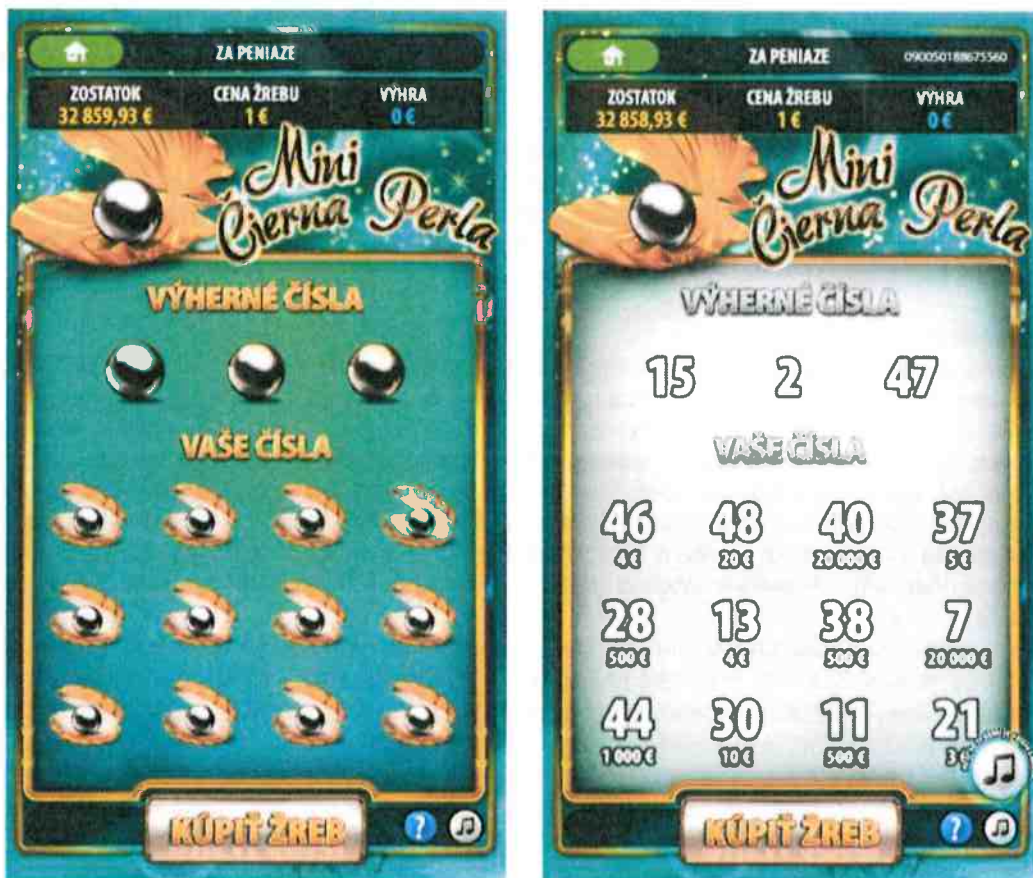 ZA PENIAZE
ZOSTATOK CENA ŽREBU VÝHRA
32 859,93 € 1 € 0 €
Mini
Čierna Perla
VÝHERNÉ ČÍSLA
VAŠE ČÍSLA
KÚPIŤ ŽREB ?
ZA PENIAZE 090050188675560
ZOSTATOK CENA ŽREBU VÝHRA
32 858,93 € 1 € 0 €
Mini
Čierna Perla
VÝHERNÉ ČÍSLA
15 2 47
VAŠE ČÍSLA
46 48 40 37
4 € 20 € 20 000 € 5 €
28 13 38 7
500 € 4 € 500 € 20 000 €
44 30 11 21
1 000 € 10 € 500 € 3 €
KÚPIŤ ŽREB ?